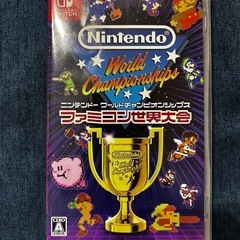 Nintendo
World Championships
ニンテンドー ワールドチャンピオンシップス
ファミコン世界大会
Nintendo
A